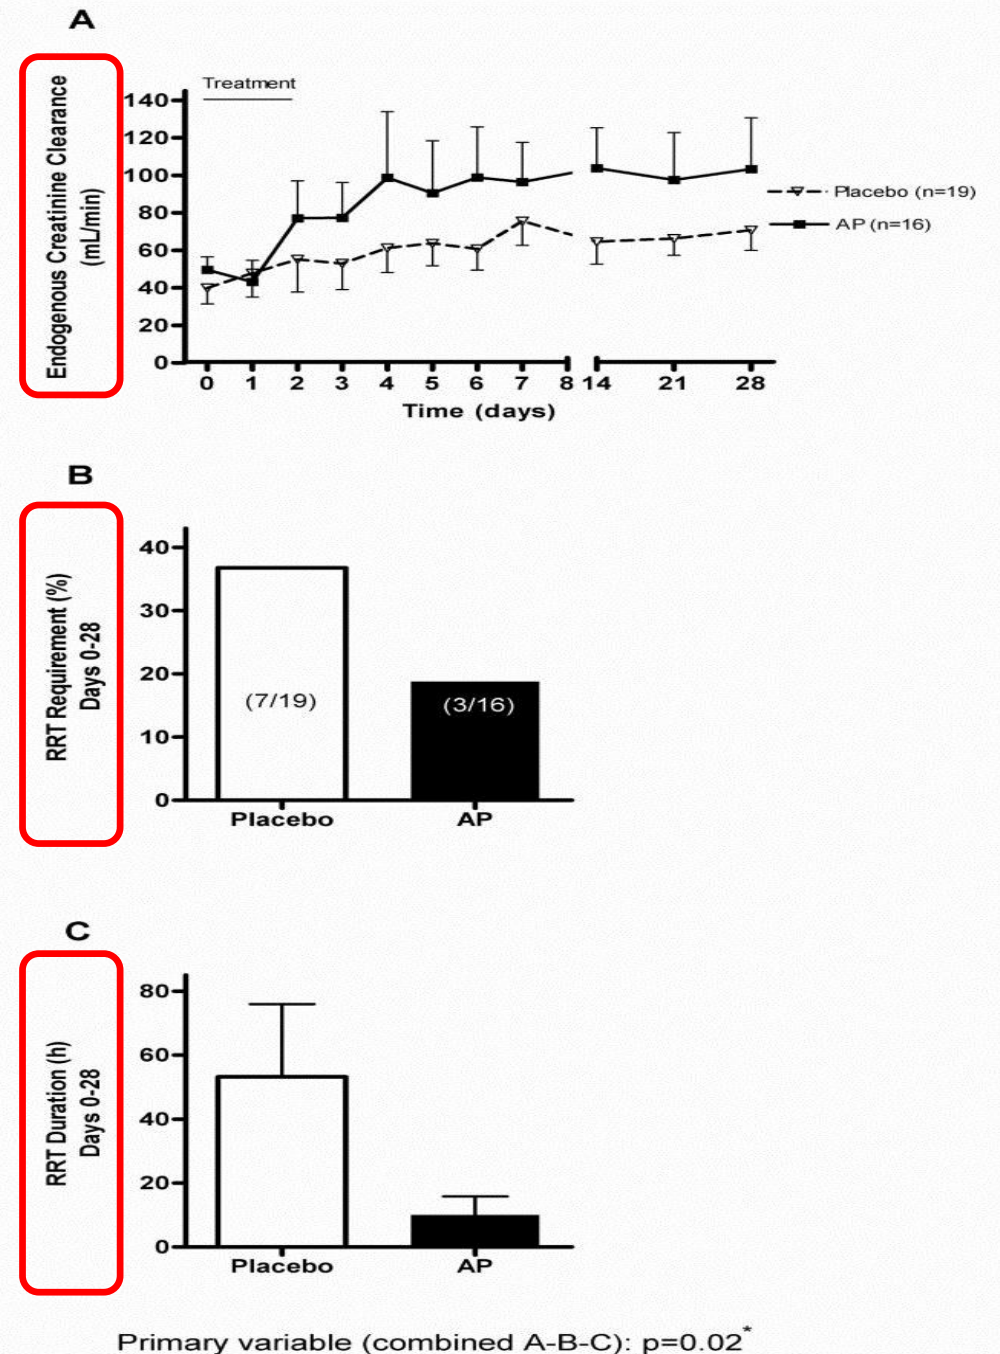 A
Endogenous Creatinine Clearance
(mL/min)
Treatment
140
120
100
80
60
40
20
0
0 1 2 3 4 5 6 7 8 14 21 28
Time (days)
Placebo (n=19)
AP (n=16)
B
RRT Requirement (%)
Days 0-28
40
30
20
10
0
(7/19)
(3/16)
Placebo AP
C
RRT Duration (h)
Days 0-28
80
60
40
20
0
Placebo AP
Primary variable (combined A-B-C): p=0.02*